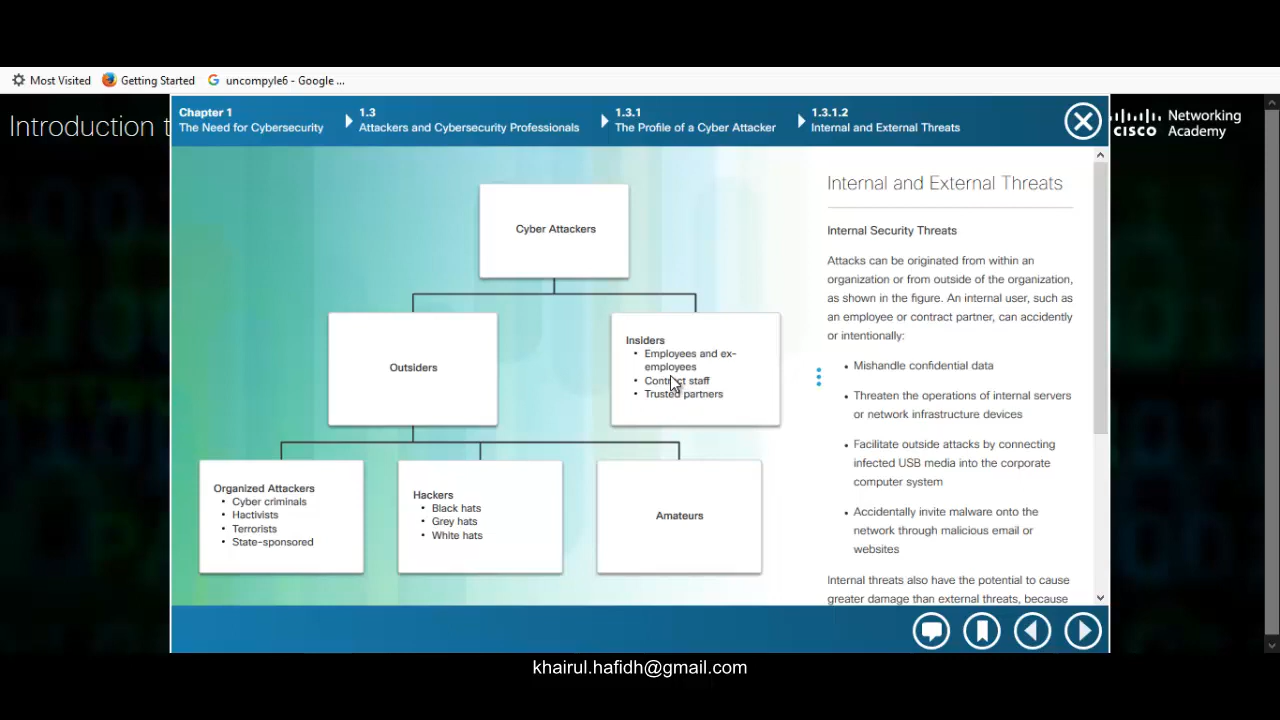 Most Visited Getting Started uncompyle6 - Google ...
Introduction t
Chapter 1
The Need for Cybersecurity
1.3
Attackers and Cybersecurity Professionals
1.3.1
The Profile of a Cyber Attacker
1.3.1.2
Internal and External Threats
CISCO
Networking
Academy
Cyber Attackers
Outsiders
Insiders
• Employees and ex-
employees
• Contract staff
• Trusted partners
Organized Attackers
• Cyber criminals
• Hactivists
• Terrorists
• State-sponsored
Hackers
• Black hats
• Grey hats
• White hats
Amateurs
Internal and External Threats
Internal Security Threats
Attacks can be originated from within an
organization or from outside of the organization,
as shown in the figure. An internal user, such as
an employee or contract partner, can accidently
or intentionally:
• Mishandle confidential data
• Threaten the operations of internal servers
or network infrastructure devices
• Facilitate outside attacks by connecting
infected USB media into the corporate
computer system
• Accidentally invite malware onto the
network through malicious email or
websites
Internal threats also have the potential to cause
greater damage than external threats, because
khairul.hafidh@gmail.com